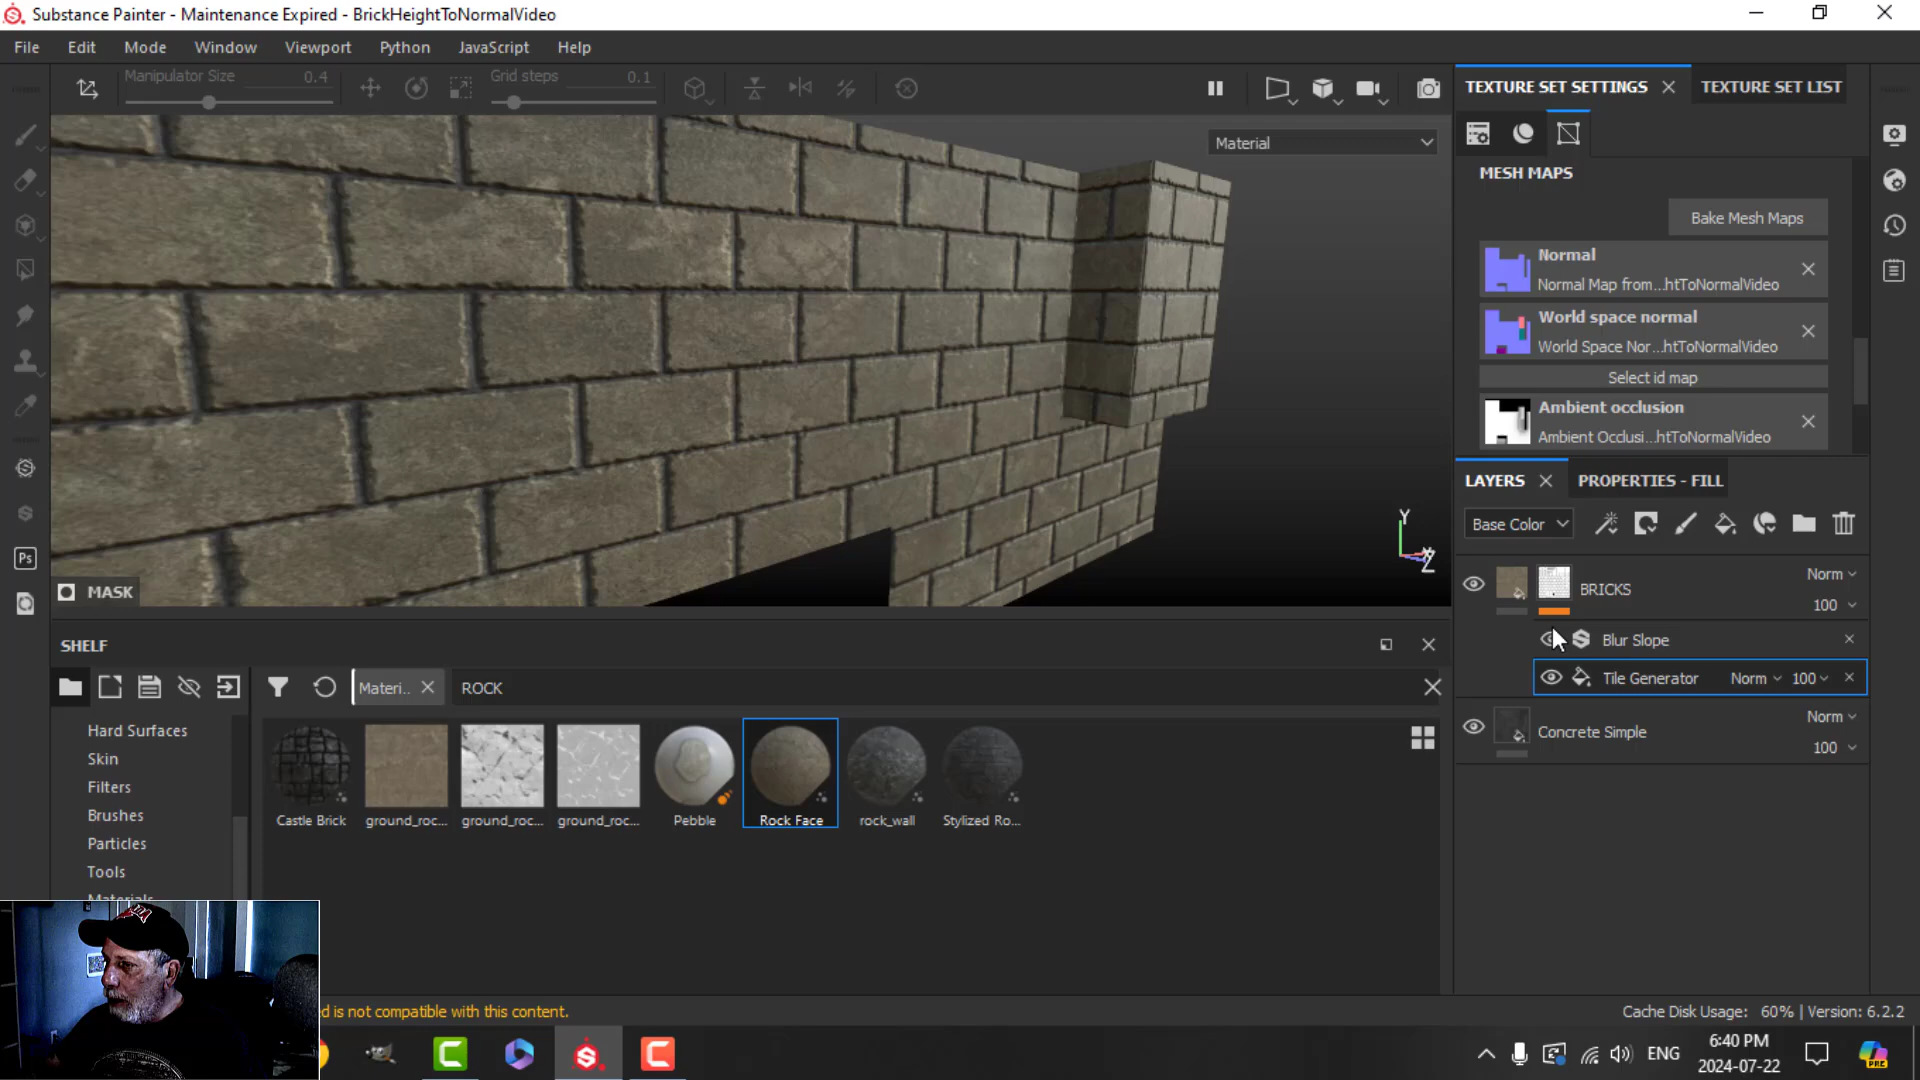 Substance Painter - Maintenance Expired - BrickHeightToNormalVideo
File Edit Mode Window Viewport Python JavaScript Help
Manipulator Size 0.4 Grid steps 0.1
TEXTURE SET SETTINGS TEXTURE SET LIST
Material
MESH MAPS
Bake Mesh Maps
Normal
Normal Map from...htToNormalVideo
World space normal
World Space Nor...htToNormalVideo
Select id map
Ambient occlusion
Ambient Occlusi...htToNormalVideo
Y
Z
MASK
LAYERS PROPERTIES - FILL
Base Color
BRICKS Norm
100
Blur Slope
Tile Generator Norm 100
Concrete Simple Norm
100
Ps
SHELF
Materi... ROCK
Hard Surfaces
Skin
Filters
Brushes
Particles
Tools
Castle Brick ground_roc... ground_roc... ground_roc... Pebble Rock Face rock_wall Stylized Ro...
d is not compatible with this content.
Cache Disk Usage: 60% | Version: 6.2.2
ENG
6:40 PM
2024-07-22
PRE